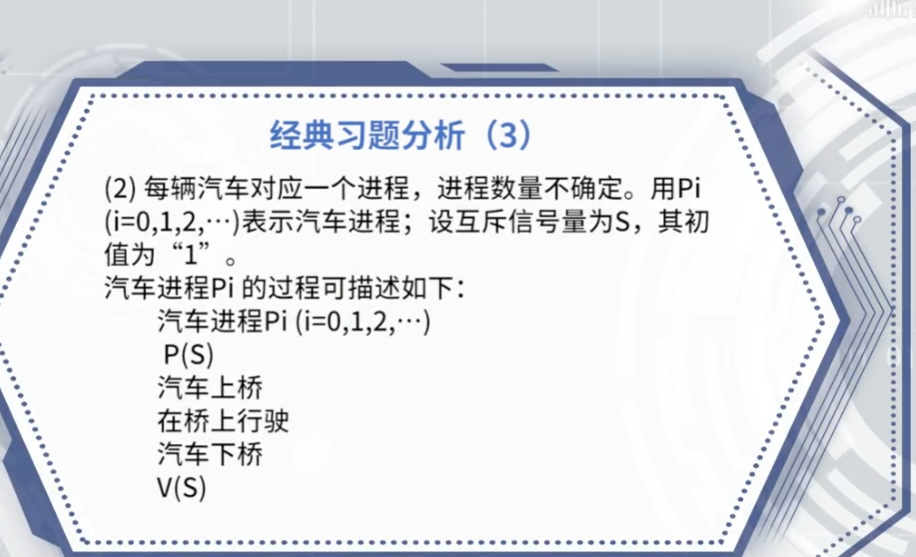 经典习题分析（3）
(2) 每辆汽车对应一个进程，进程数量不确定。用Pi
(i=0,1,2,…)表示汽车进程；设互斥信号量为S，其初
值为“1”。
汽车进程Pi 的过程可描述如下：
汽车进程Pi (i=0,1,2,…)
P(S)
汽车上桥
在桥上行驶
汽车下桥
V(S)